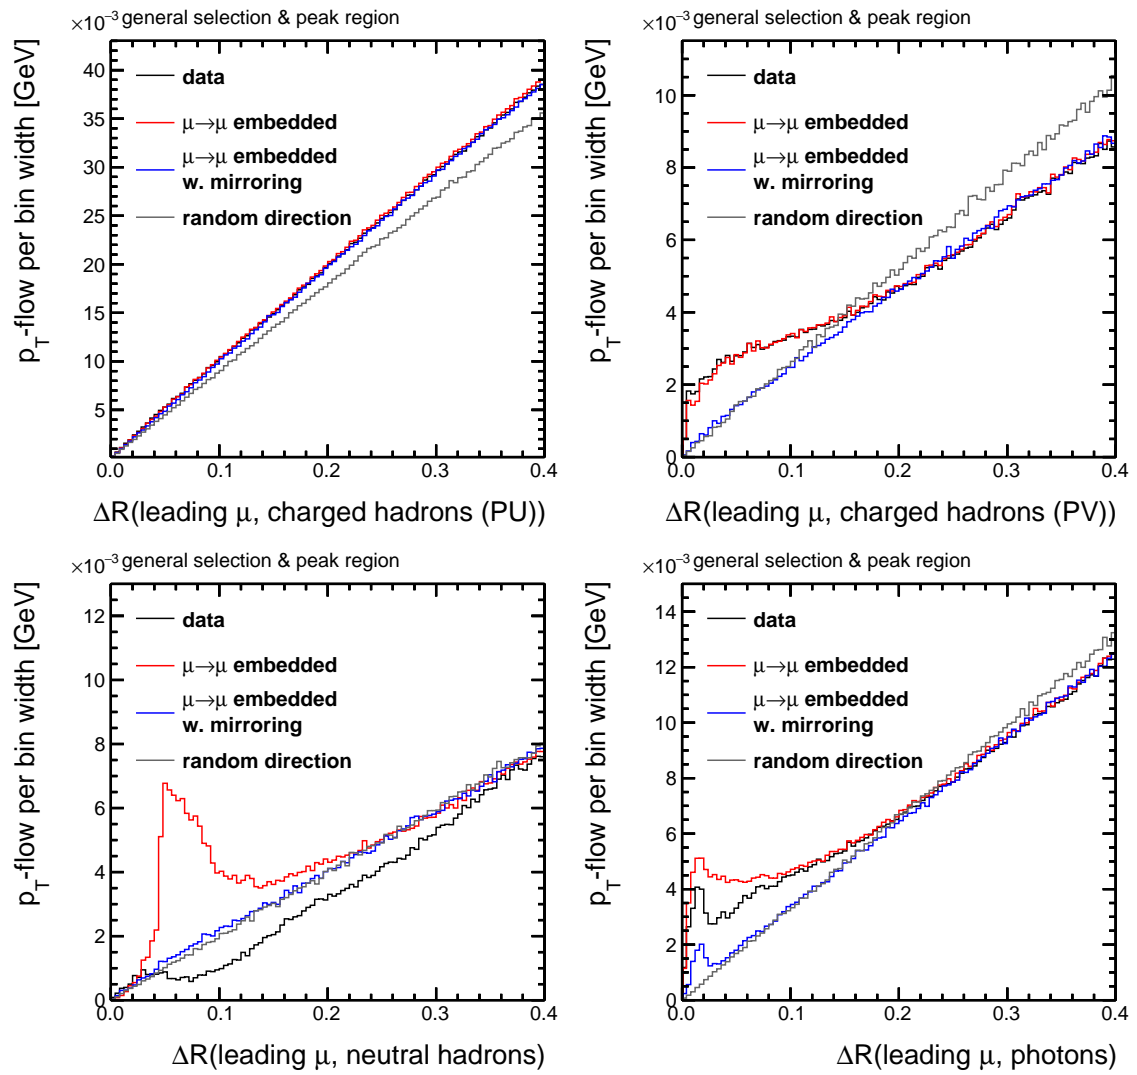 ×10⁻³ general selection & peak region
p_T-flow per bin width [GeV]
40
35
30
25
20
15
10
5
data
μ→μ embedded
μ→μ embedded
w. mirroring
random direction
0.0 0.1 0.2 0.3 0.4
ΔR(leading μ, charged hadrons (PU))
×10⁻³ general selection & peak region
p_T-flow per bin width [GeV]
10
8
6
4
2
0
data
μ→μ embedded
μ→μ embedded
w. mirroring
random direction
0.0 0.1 0.2 0.3 0.4
ΔR(leading μ, charged hadrons (PV))
×10⁻³ general selection & peak region
p_T-flow per bin width [GeV]
12
10
8
6
4
2
0
data
μ→μ embedded
μ→μ embedded
w. mirroring
random direction
0.0 0.1 0.2 0.3 0.4
ΔR(leading μ, neutral hadrons)
×10⁻³ general selection & peak region
p_T-flow per bin width [GeV]
14
12
10
8
6
4
2
0
data
μ→μ embedded
μ→μ embedded
w. mirroring
random direction
0.0 0.1 0.2 0.3 0.4
ΔR(leading μ, photons)